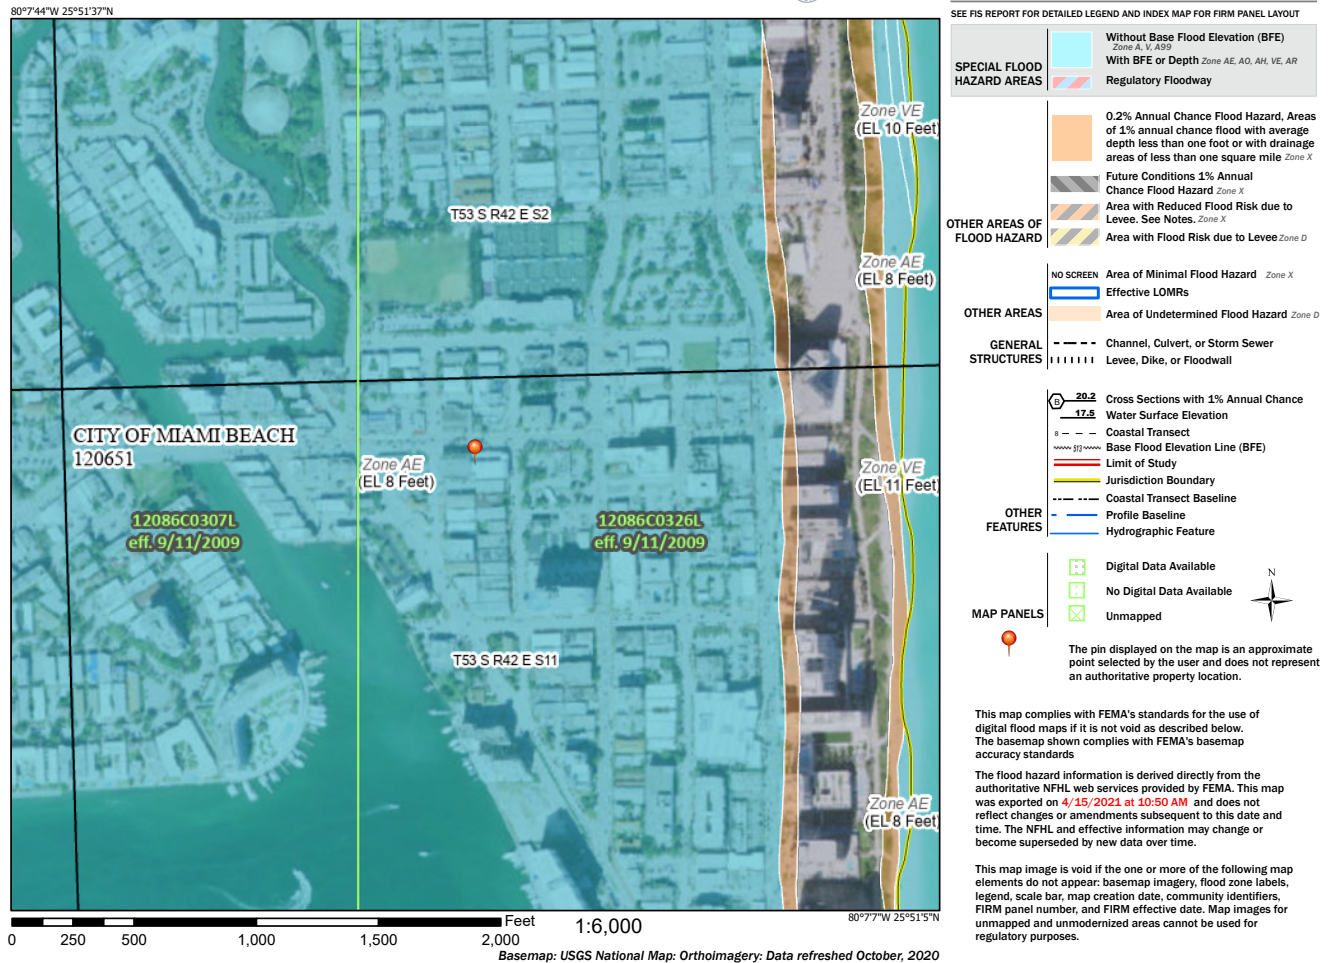 80°7'44"W 25°51'37"N
SEE FIS REPORT FOR DETAILED LEGEND AND INDEX MAP FOR FIRM PANEL LAYOUT
SPECIAL FLOOD
HAZARD AREAS
Without Base Flood Elevation (BFE)
Zone A, V, A99
With BFE or Depth Zone AE, AO, AH, VE, AR
Regulatory Floodway
OTHER AREAS OF
FLOOD HAZARD
0.2% Annual Chance Flood Hazard, Areas
of 1% annual chance flood with average
depth less than one foot or with drainage
areas of less than one square mile Zone X
Future Conditions 1% Annual
Chance Flood Hazard Zone X
Area with Reduced Flood Risk due to
Levee. See Notes. Zone X
Area with Flood Risk due to Levee Zone D
OTHER AREAS
NO SCREEN Area of Minimal Flood Hazard Zone X
Effective LOMRs
Area of Undetermined Flood Hazard Zone D
GENERAL
STRUCTURES
Channel, Culvert, or Storm Sewer
Levee, Dike, or Floodwall
OTHER
FEATURES
B 20.2 Cross Sections with 1% Annual Chance
17.5 Water Surface Elevation
8 Coastal Transect
513 Base Flood Elevation Line (BFE)
Limit of Study
Jurisdiction Boundary
Coastal Transect Baseline
Profile Baseline
Hydrographic Feature
MAP PANELS
Digital Data Available
No Digital Data Available
Unmapped
N
The pin displayed on the map is an approximate
point selected by the user and does not represent
an authoritative property location.
This map complies with FEMA's standards for the use of
digital flood maps if it is not void as described below.
The basemap shown complies with FEMA's basemap
accuracy standards
The flood hazard information is derived directly from the
authoritative NFHL web services provided by FEMA. This map
was exported on 4/15/2021 at 10:50 AM and does not
reflect changes or amendments subsequent to this date and
time. The NFHL and effective information may change or
become superseded by new data over time.
This map image is void if the one or more of the following map
elements do not appear: basemap imagery, flood zone labels,
legend, scale bar, map creation date, community identifiers,
FIRM panel number, and FIRM effective date. Map images for
unmapped and unmodernized areas cannot be used for
regulatory purposes.
Zone VE
(EL 10 Feet)
T53 S R42 E S2
Zone AE
(EL 8 Feet)
CITY OF MIAMI BEACH
120651
Zone AE
(EL 8 Feet)
Zone VE
(EL 11 Feet)
12086C0307L
eff. 9/11/2009
12086C0326L
eff. 9/11/2009
T53 S R42 E S11
Zone AE
(EL 8 Feet)
80°7'7"W 25°51'5"N
Feet
1:6,000
0 250 500 1,000 1,500 2,000
Basemap: USGS National Map: Orthoimagery: Data refreshed October, 2020